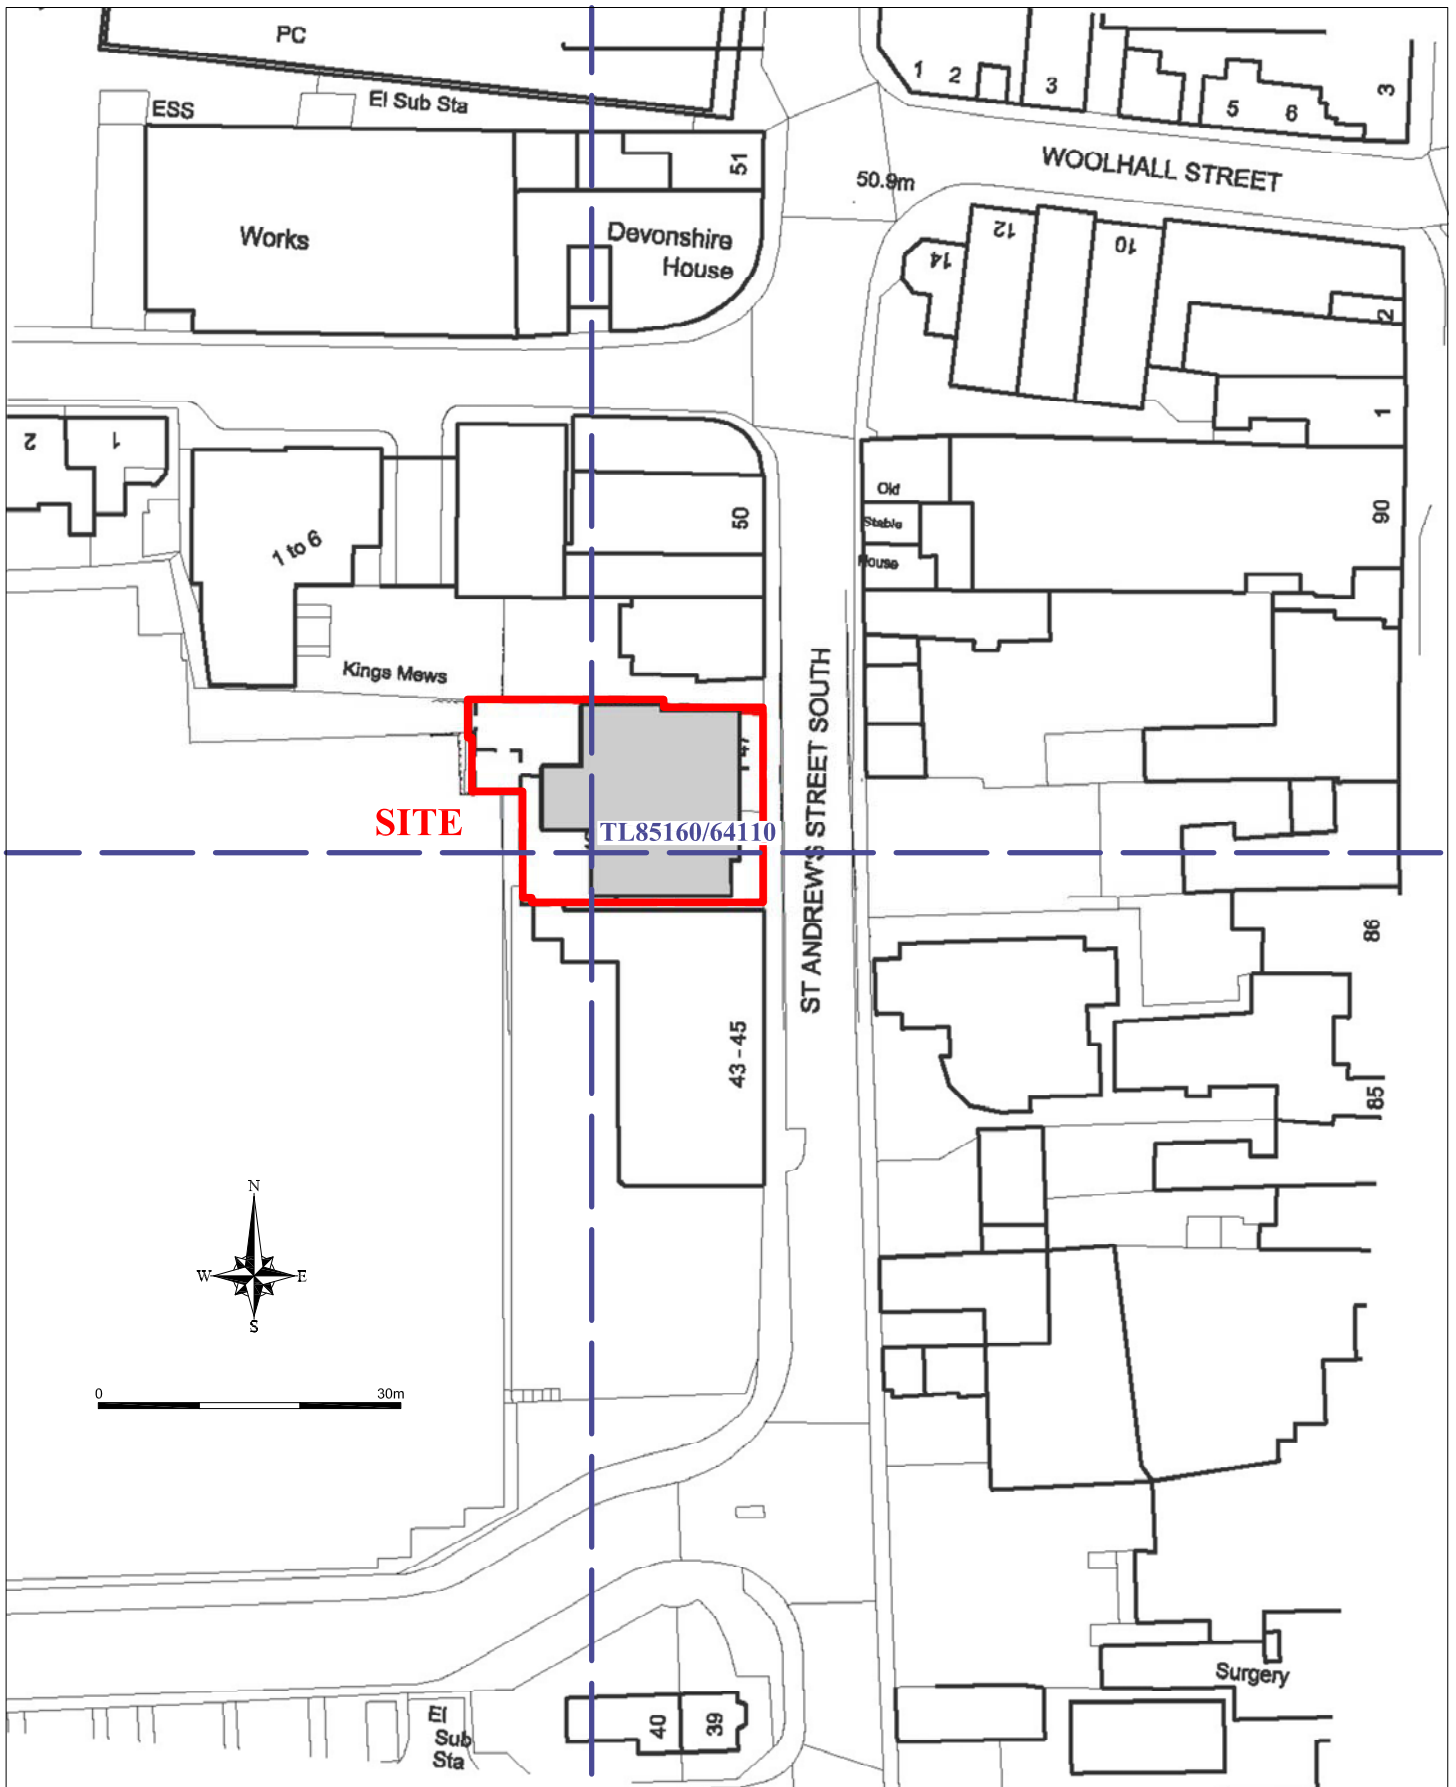 PC
ESS
El Sub Sta
1
2
3
5
6
3
51
WOOLHALL STREET
50.9m
Works
Devonshire
House
12
10
14
2
1
2
1
1 to 6
50
Old
Stable
House
90
Kings Mews
47
SITE
TL85160/64110
ST ANDREW'S STREET SOUTH
86
43 - 45
85
N
W
E
S
0
30m
Surgery
El
Sub
Sta
40
39